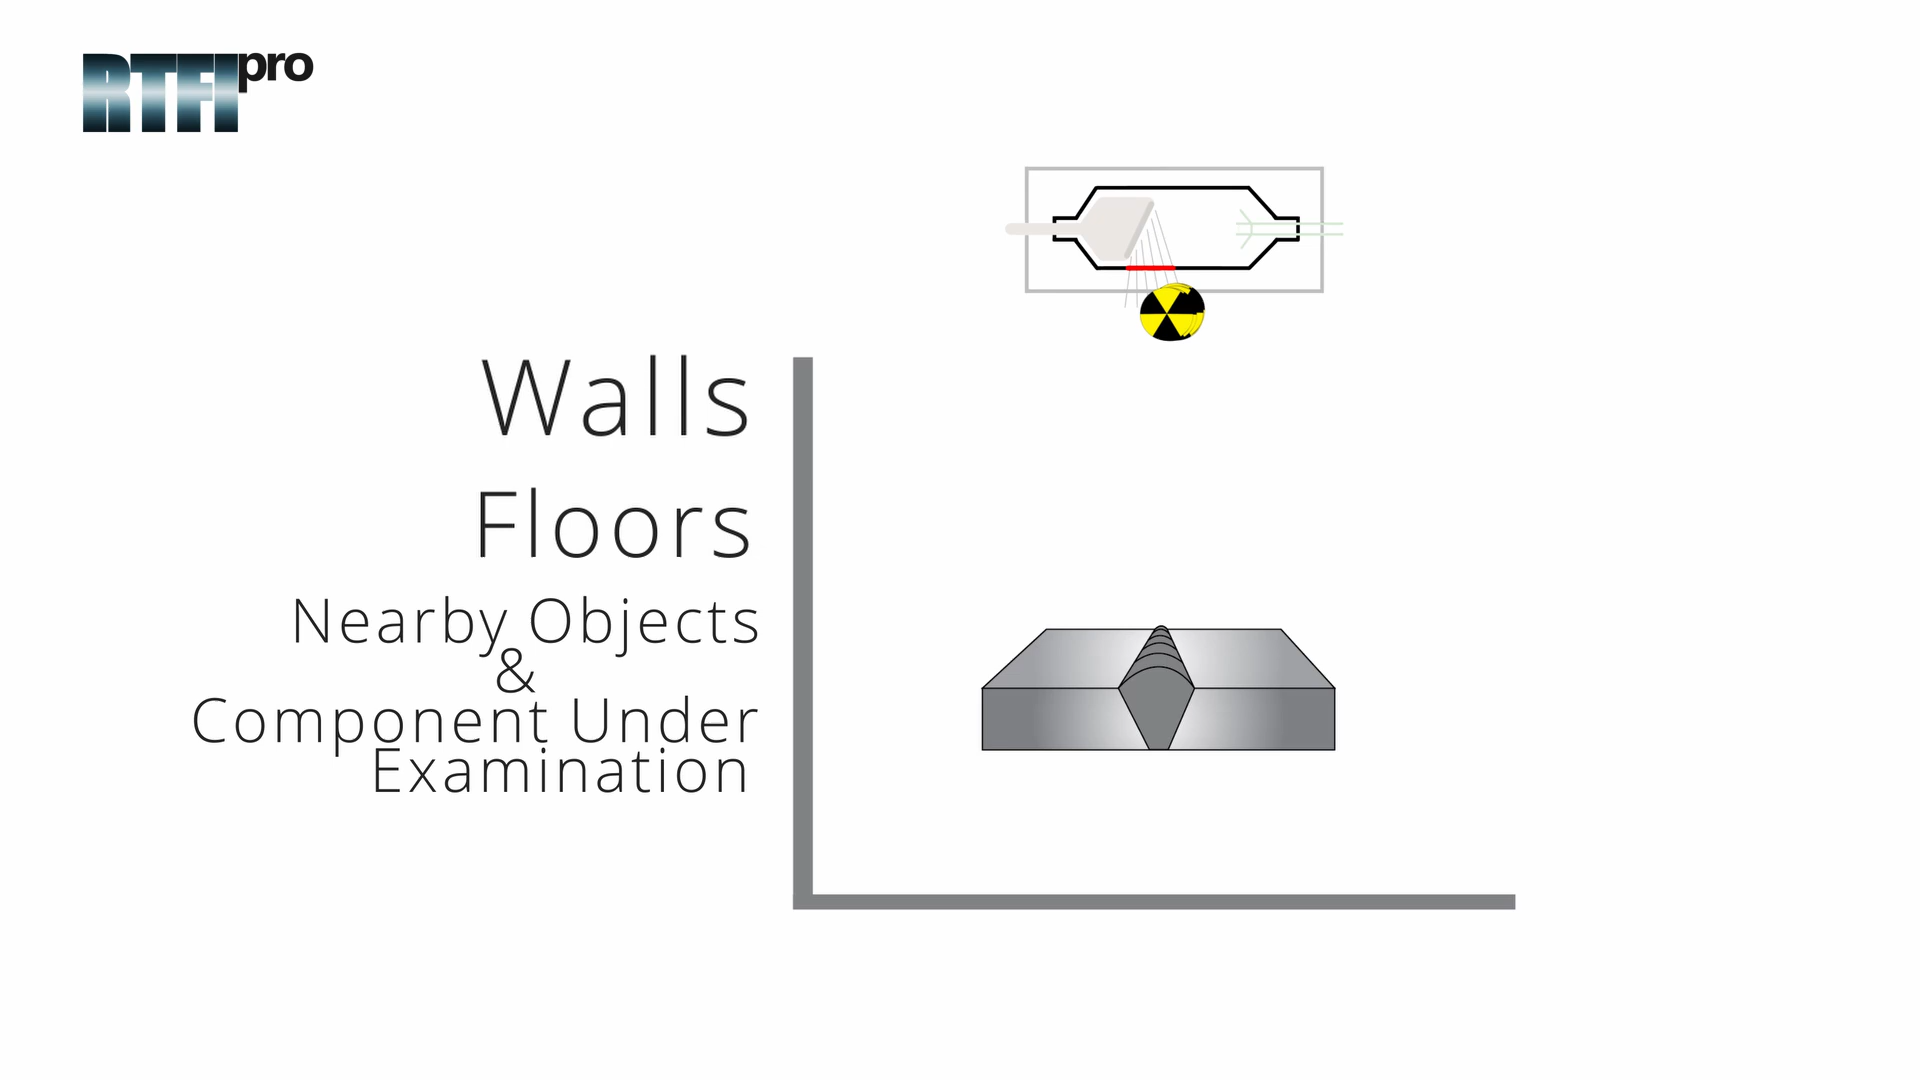 RTFI pro
Walls
Floors
Nearby Objects
&
Component Under
Examination